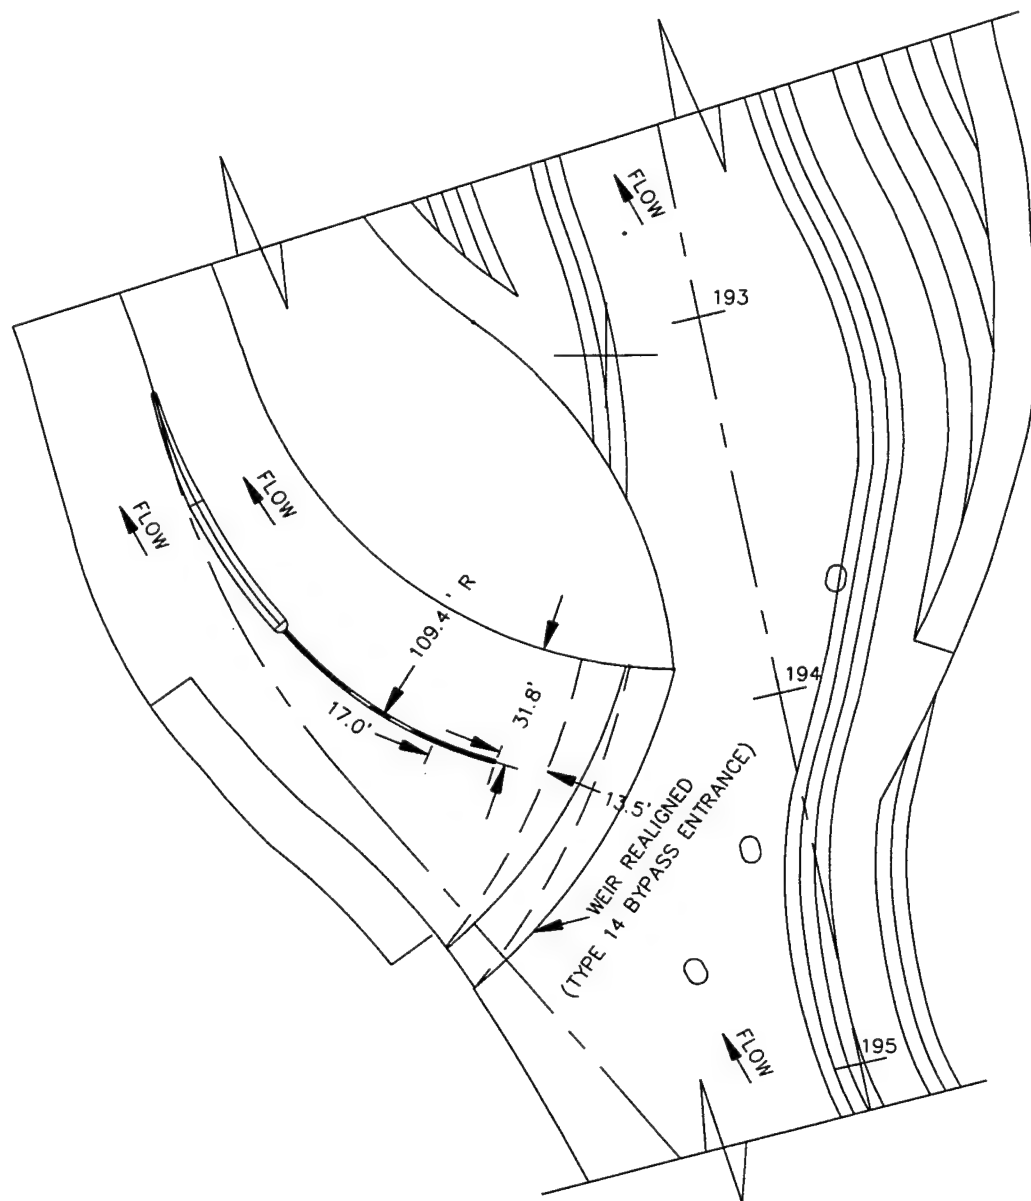 FLOW
193
FLOW
FLOW
109.4' R
194
31.8'
17.0'
13.5'
WEIR REALIGNED
(TYPE 14 BYPASS ENTRANCE)
FLOW
195